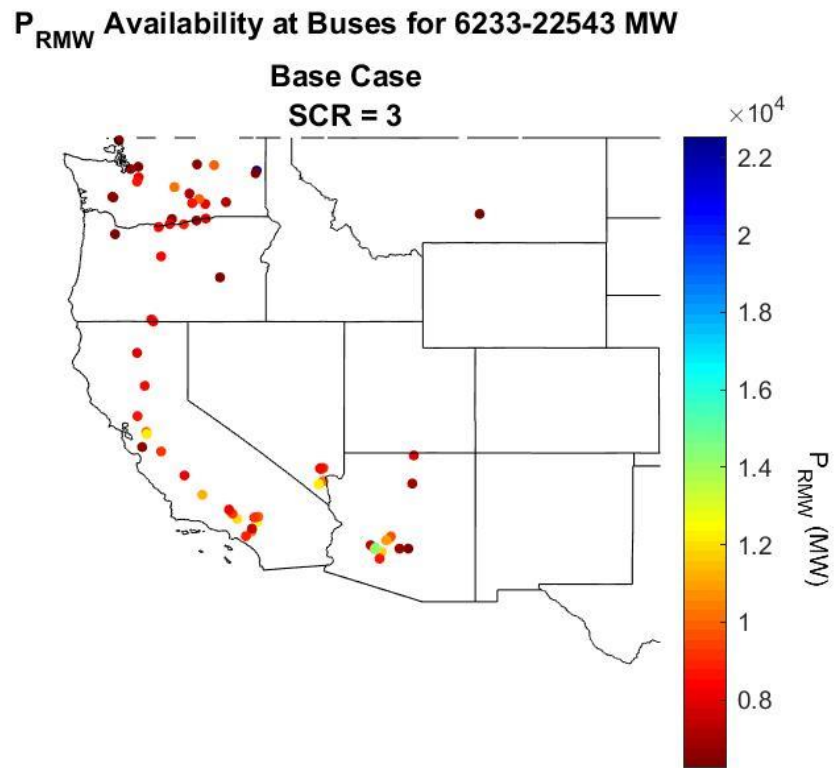 P_RMW Availability at Buses for 6233-22543 MW
Base Case
SCR = 3
×10^4
2.2
2
1.8
1.6
1.4
1.2
1
0.8
P_RMW (MW)